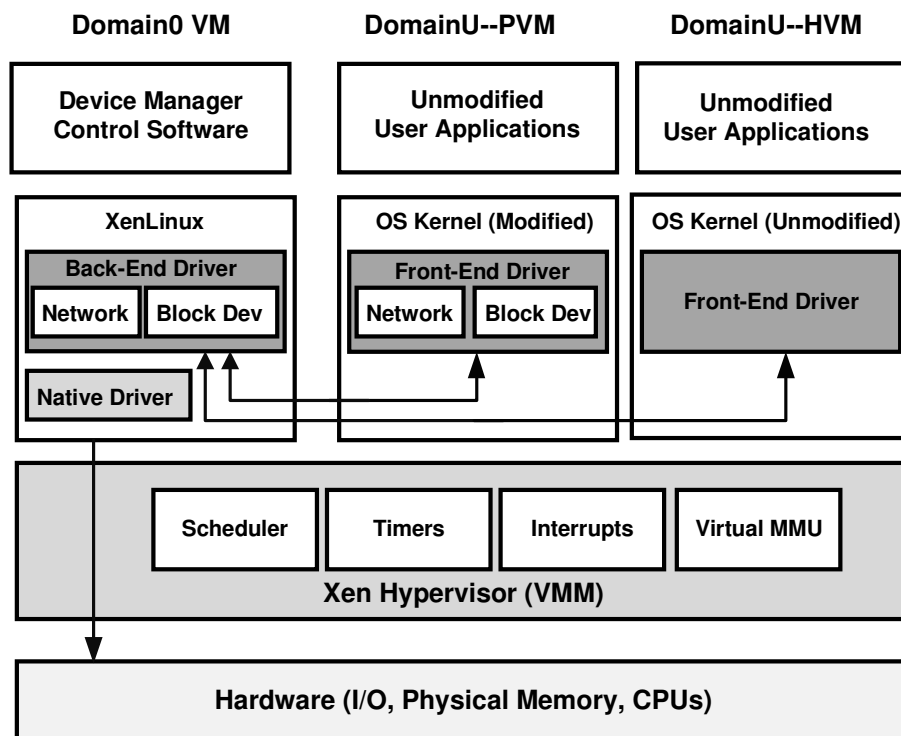 Domain0 VM
DomainU--PVM
DomainU--HVM
Device Manager
Control Software
Unmodified
User Applications
Unmodified
User Applications
XenLinux
Back-End Driver
Network
Block Dev
Native Driver
OS Kernel (Modified)
Front-End Driver
Network
Block Dev
OS Kernel (Unmodified)
Front-End Driver
Scheduler
Timers
Interrupts
Virtual MMU
Xen Hypervisor (VMM)
Hardware (I/O, Physical Memory, CPUs)